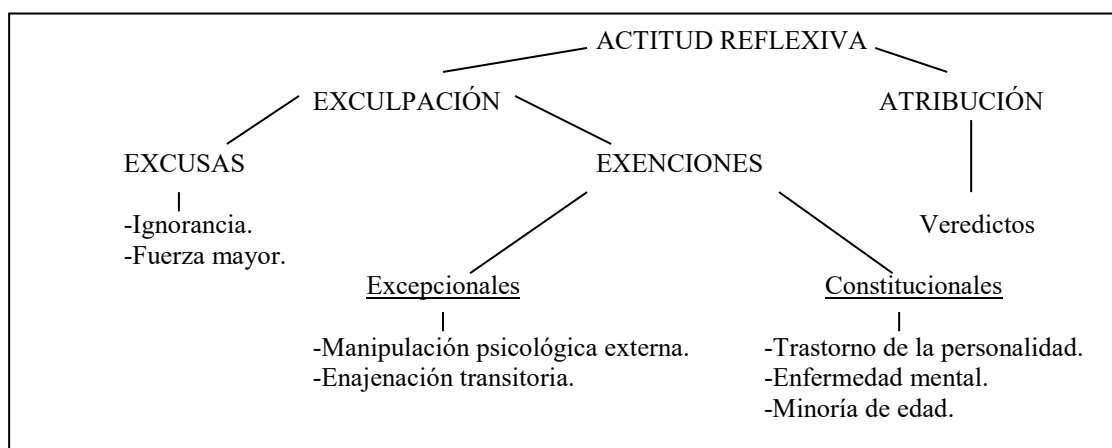 ACTITUD REFLEXIVA
EXCULPACIÓN
ATRIBUCIÓN
EXCUSAS
EXENCIONES
-Ignorancia.
-Fuerza mayor.
Veredictos
Excepcionales
Constitucionales
-Manipulación psicológica externa.
-Enajenación transitoria.
-Trastorno de la personalidad.
-Enfermedad mental.
-Minoría de edad.